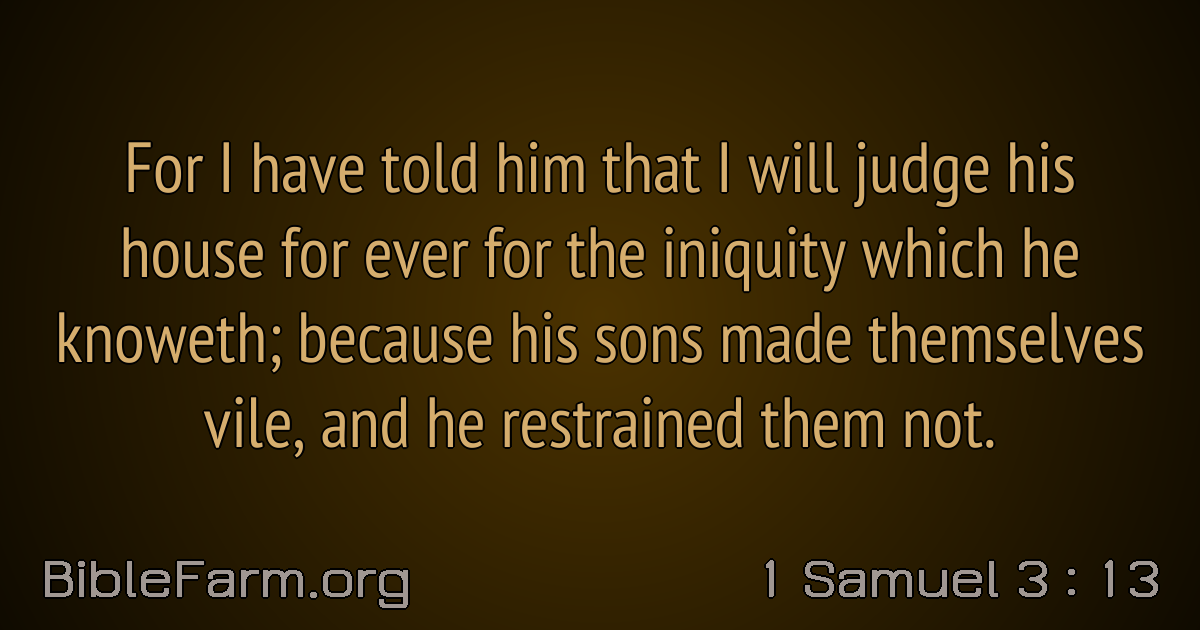 For I have told him that I will judge his
house for ever for the iniquity which he
knoweth; because his sons made themselves
vile, and he restrained them not.
BibleFarm.org
1 Samuel 3 : 13